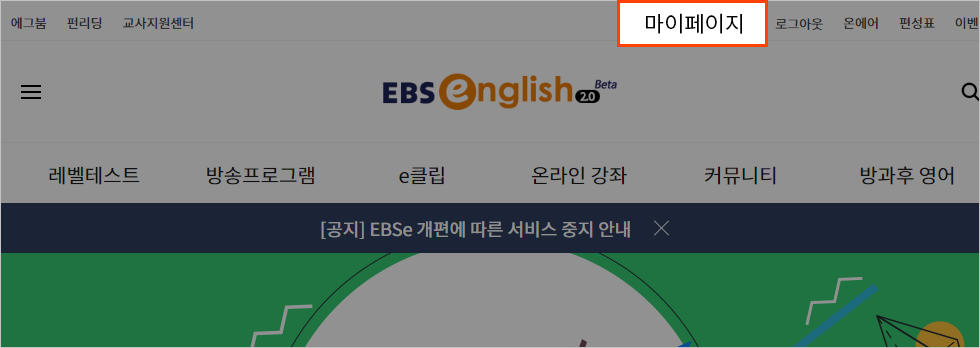 에그붐 펀리딩 교사지원센터 마이페이지 로그아웃 온에어 편성표 이벤
EBS english Beta 2.0
레벨테스트 방송프로그램 e클립 온라인 강좌 커뮤니티 방과후 영어
[공지] EBSe 개편에 따른 서비스 중지 안내